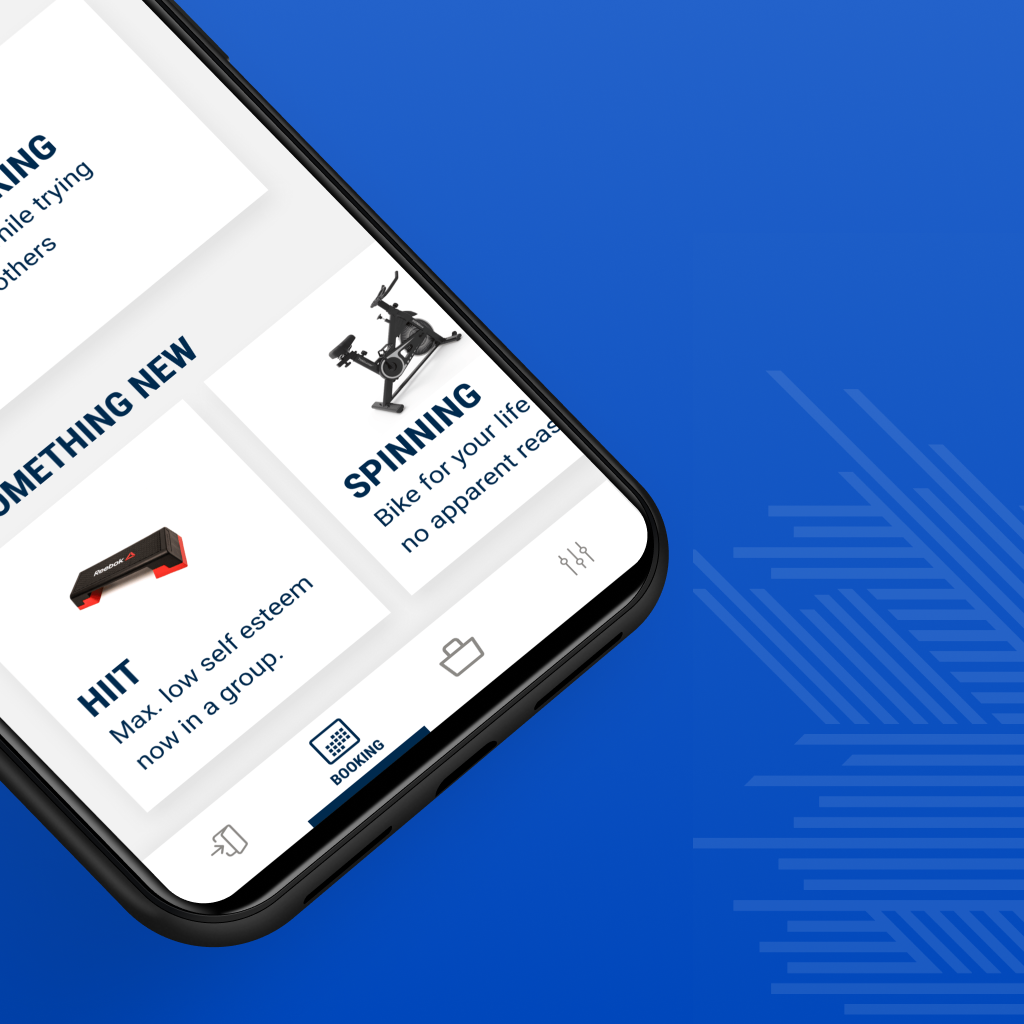 KING
hile trying
others
OMETHING NEW
SPINNING
Bike for your life
no apparent reas
Reebok
HIIT
Max. low self esteem
now in a group.
BOOKING